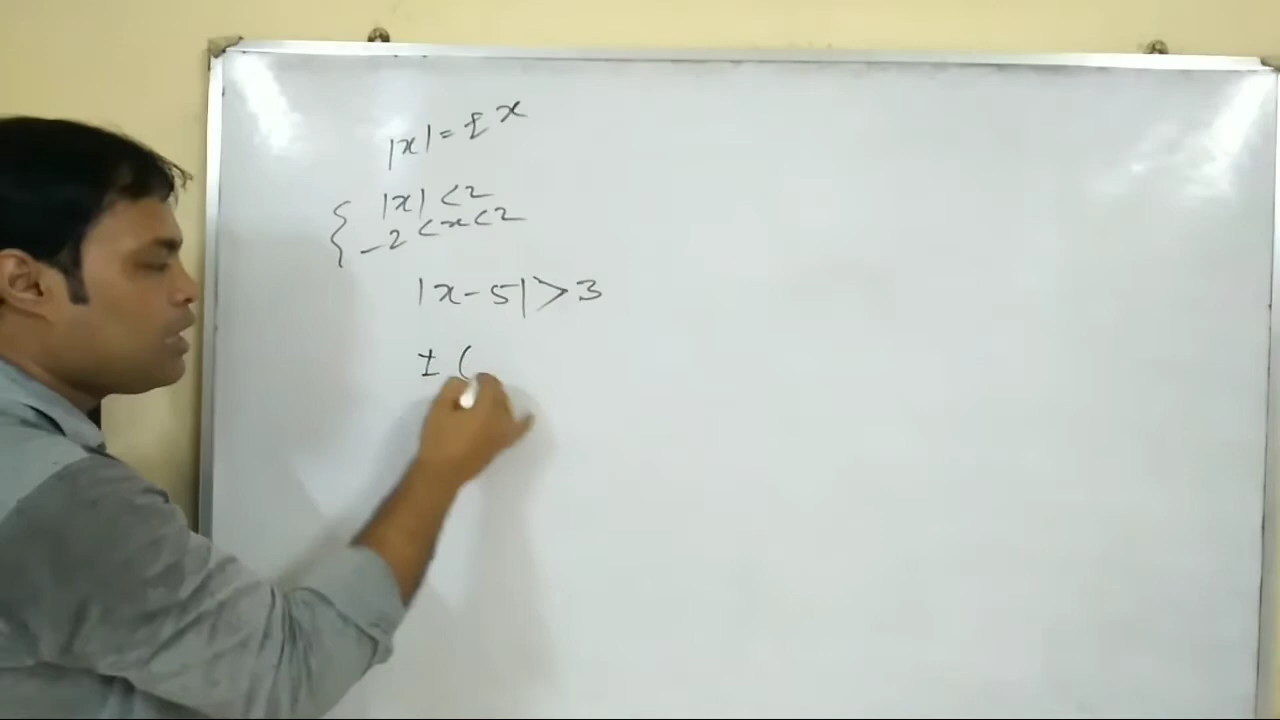 |x| = ± x
{ |x| < 2
-2 < x < 2
|x - 5| > 3
± (